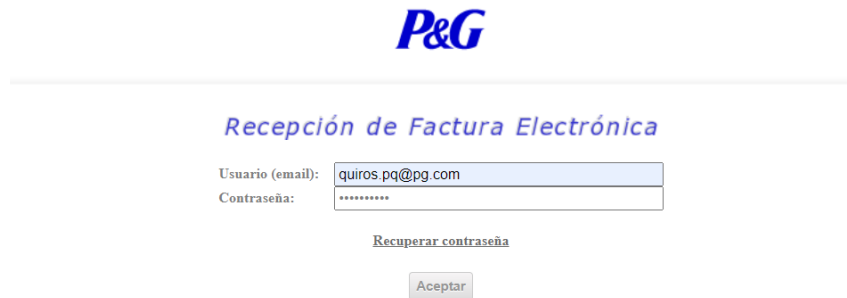 P&G
Recepción de Factura Electrónica
Usuario (email): quiros.pq@pg.com
Contraseña: ••••••••••
Recuperar contraseña
Aceptar